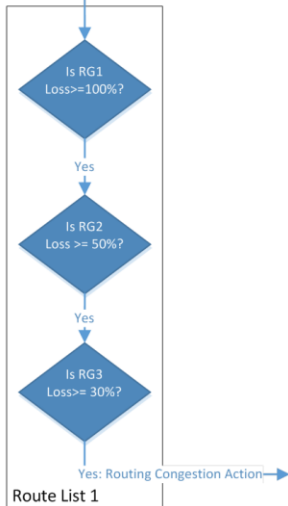 Is RG1
Loss>=100%?
Yes
Is RG2
Loss >= 50%?
Yes
Is RG3
Loss>= 30%?
Yes: Routing Congestion Action
Route List 1